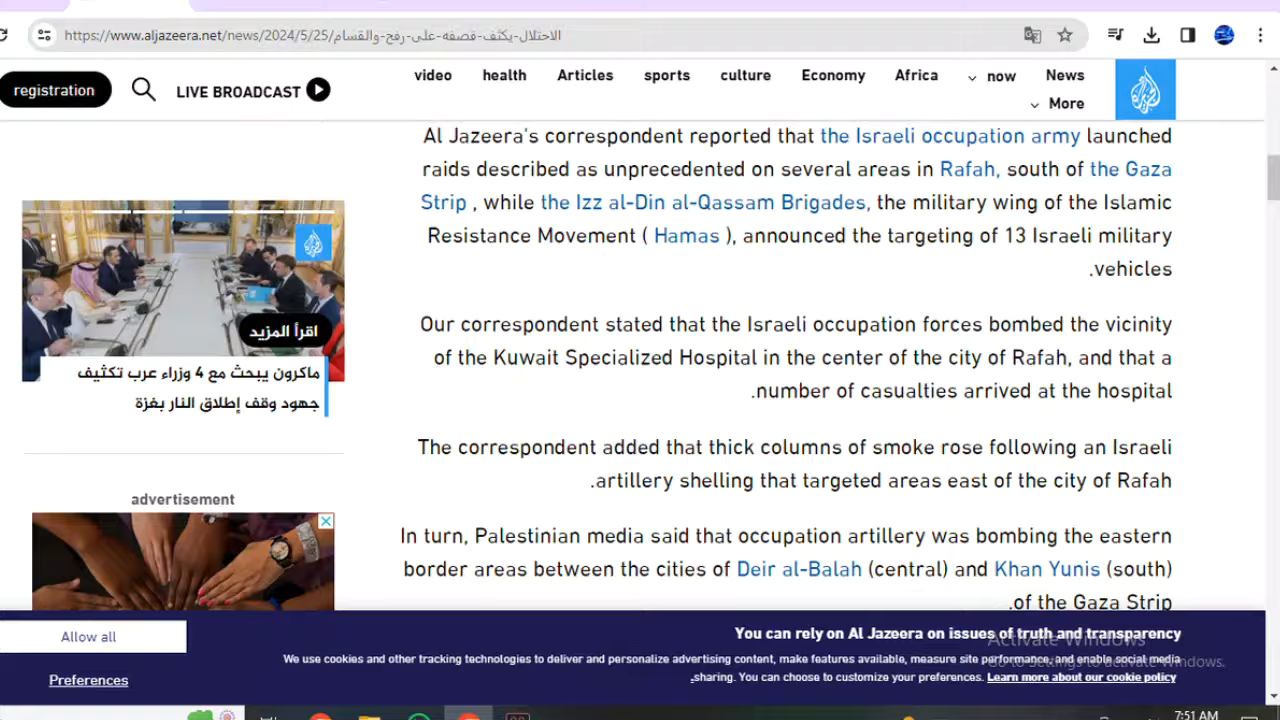 https://www.aljazeera.net/news/2024/5/25/الاحتلال-يكثف-قصفه-على-رفح-والقسام
registration
LIVE BROADCAST
video health Articles sports culture Economy Africa now News
More
Al Jazeera's correspondent reported that the Israeli occupation army launched
raids described as unprecedented on several areas in Rafah, south of the Gaza
Strip , while the Izz al-Din al-Qassam Brigades, the military wing of the Islamic
Resistance Movement ( Hamas ), announced the targeting of 13 Israeli military
.vehicles
Our correspondent stated that the Israeli occupation forces bombed the vicinity
of the Kuwait Specialized Hospital in the center of the city of Rafah, and that a
.number of casualties arrived at the hospital
The correspondent added that thick columns of smoke rose following an Israeli
.artillery shelling that targeted areas east of the city of Rafah
In turn, Palestinian media said that occupation artillery was bombing the eastern
border areas between the cities of Deir al-Balah (central) and Khan Yunis (south)
.of the Gaza Strip
اقرأ المزيد
ماكرون يبحث مع 4 وزراء عرب تكثيف
جهود وقف إطلاق النار بغزة
advertisement
Allow all
Preferences
You can rely on Al Jazeera on issues of truth and transparency
We use cookies and other tracking technologies to deliver and personalize advertising content, make features available, measure site performance, and enable social media
.sharing. You can choose to customize your preferences. Learn more about our cookie policy
Activate Windows
Go to Settings to activate Windows.
7:51 AM